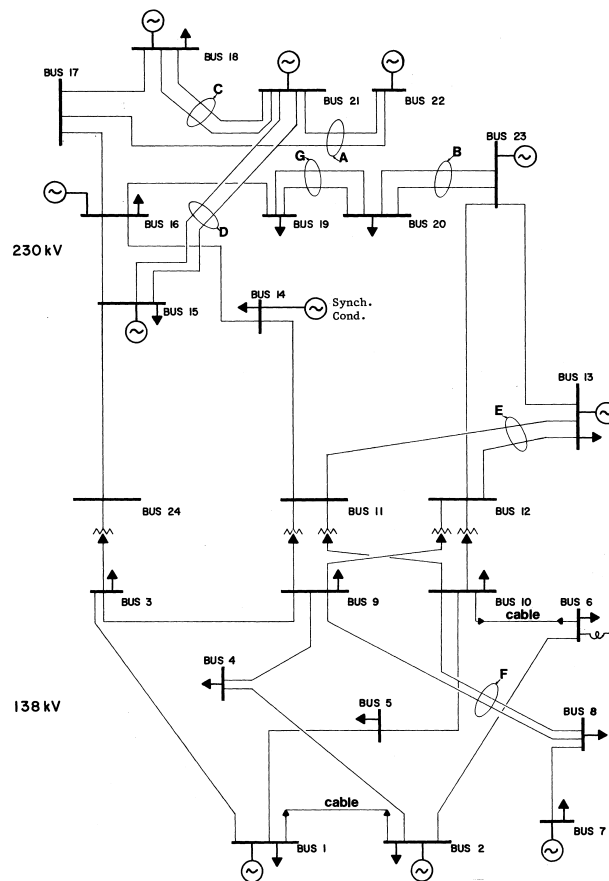 BUS 18
BUS 17
C
BUS 21
BUS 22
BUS 23
A
G
B
BUS 16
D
BUS 19
BUS 20
230 kV
BUS 14
Synch.
Cond.
BUS 15
BUS 13
E
BUS 24
BUS 11
BUS 12
BUS 3
BUS 9
BUS 10
BUS 6
cable
BUS 4
F
138 kV
BUS 5
BUS 8
cable
BUS 1
BUS 2
BUS 7